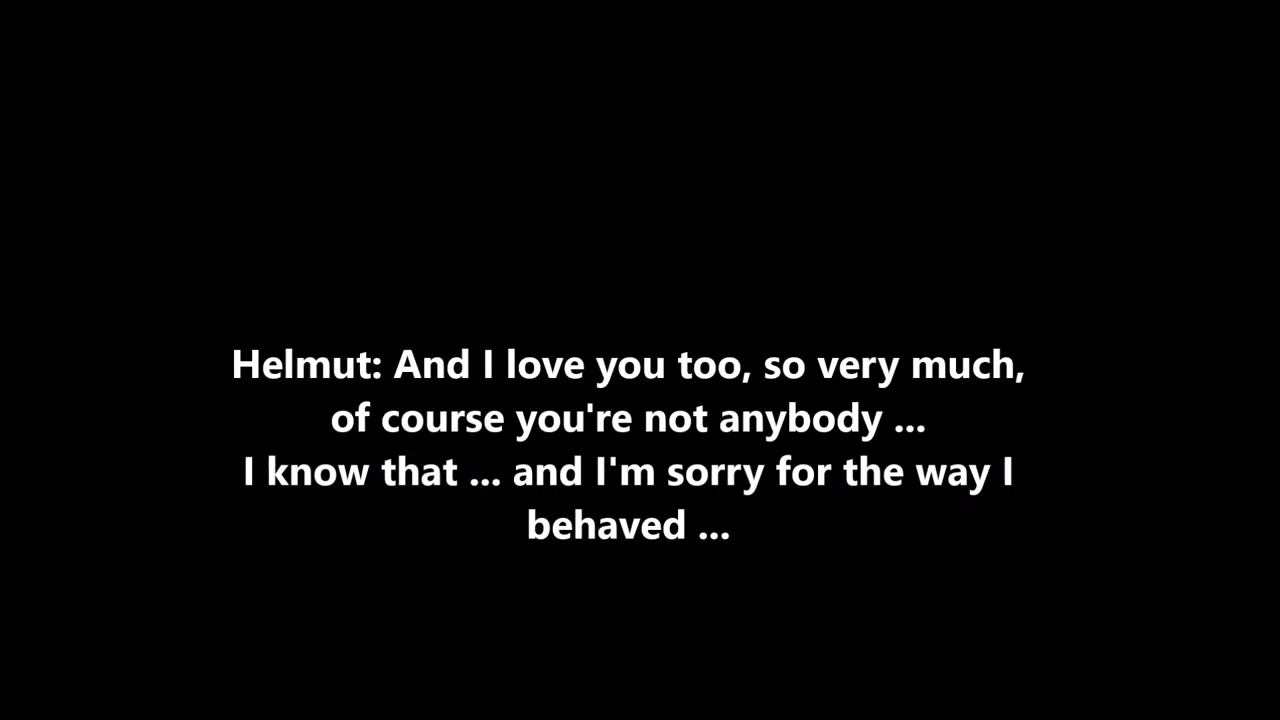 Helmut: And I love you too, so very much,
of course you're not anybody ...
I know that ... and I'm sorry for the way I
behaved ...